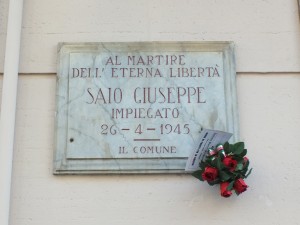 AL MARTIRE
DELL' ETERNA LIBERTÀ
SAIO GIUSEPPE
IMPIEGATO
26-4-1945
IL COMUNE